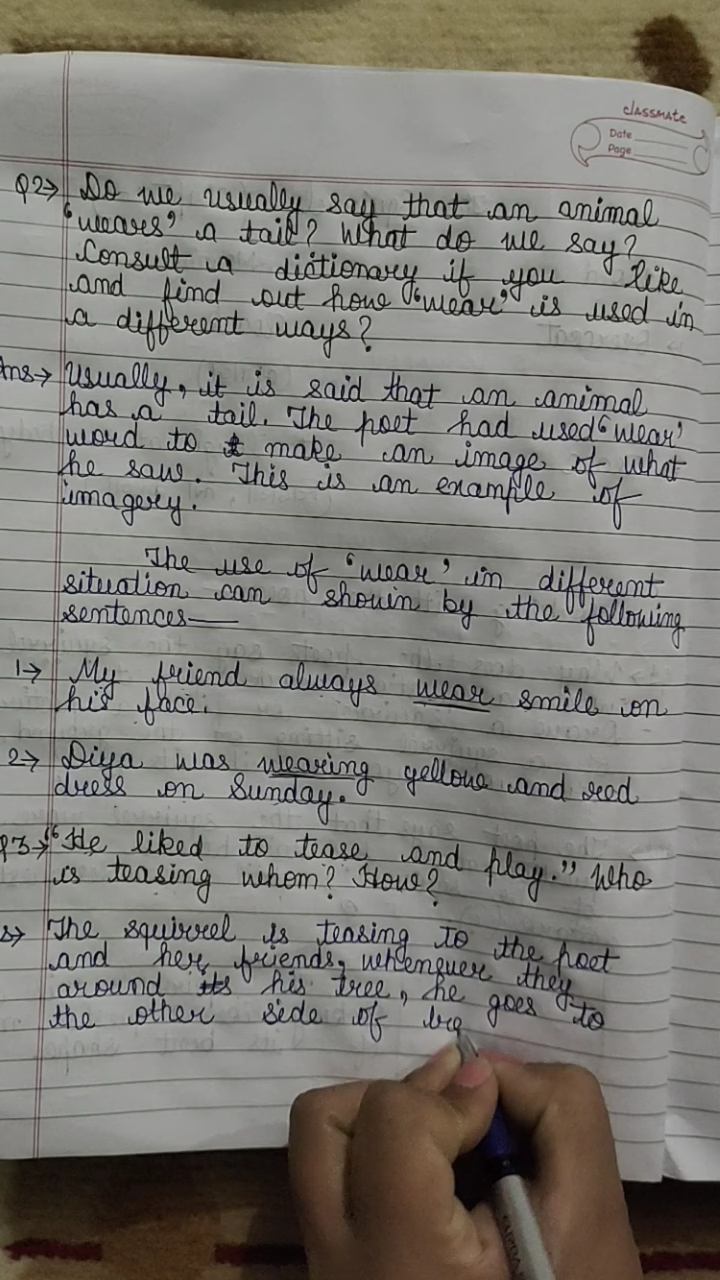 classmate
Date
Page
Q2→ Do we usually say that an animal
'wears' a tail? What do we say?
Consult a dictionary if you like
and find out how 'wear' is used in
a different ways?
Ans→ Usually, it is said that an animal
has a tail. The poet had used 'wear'
word to make an image of what
he saw. This is an example of
imagery.
The use of 'wear' in different
situation can shown by the following
sentences—
1→ My friend always wear smile on
his face.
2→ Diya was wearing yellow and red
dress on Sunday.
Q3→ "He liked to tease and play." Who
is teasing whom? How?
s→ The squirrel is teasing to the poet
and her friends, whenever they
around his tree, he goes to
the other side of